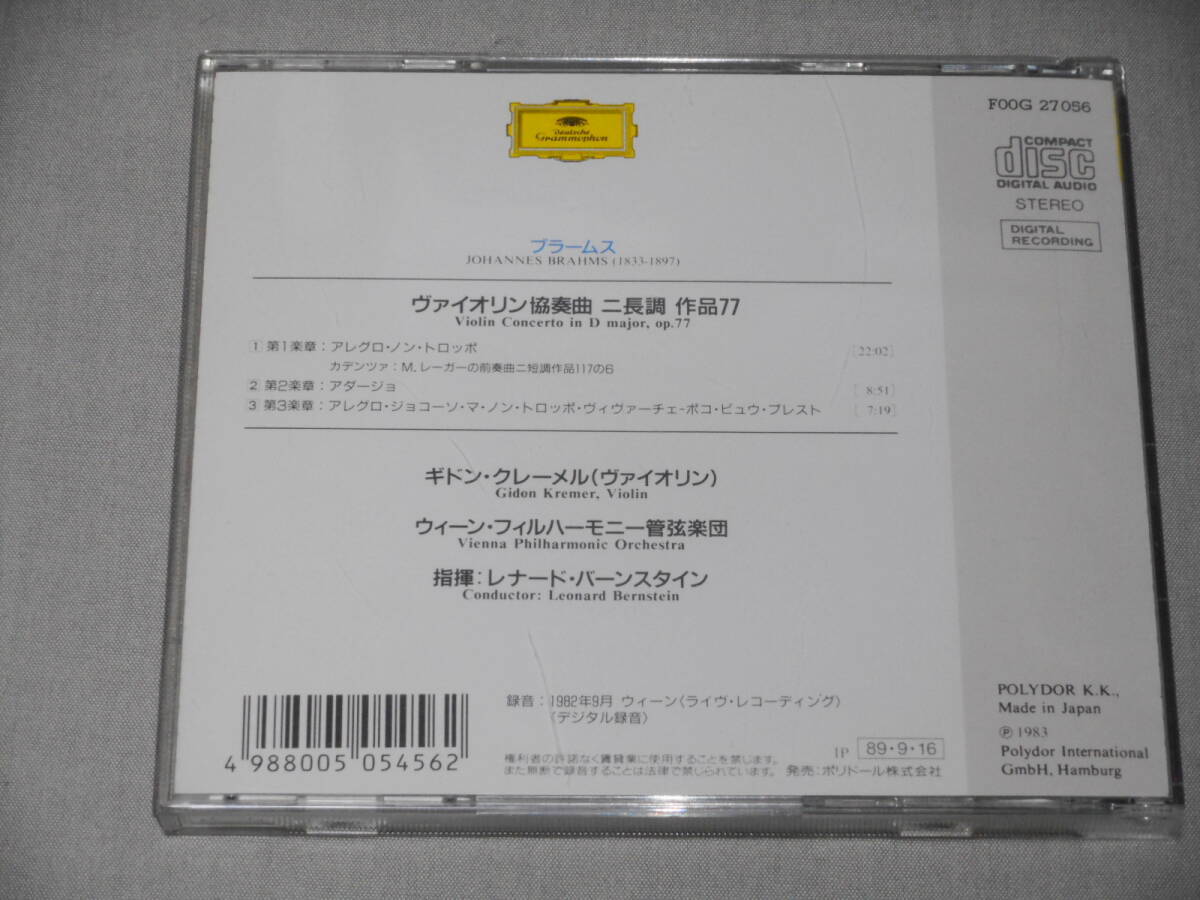 Deutsche
Grammophon
F00G 27056
COMPACT
disc
DIGITAL AUDIO
STEREO
DIGITAL
RECORDING
ブラームス
JOHANNES BRAHMS (1833-1897)
ヴァイオリン協奏曲 ニ長調 作品77
Violin Concerto in D major, op.77
1 第1楽章：アレグロ・ノン・トロッポ [22:02]
カデンツァ：M.レーガーの前奏曲ニ短調作品117の6
2 第2楽章：アダージョ [8:51]
3 第3楽章：アレグロ・ジョコーソ・マ・ノン・トロッポ・ヴィヴァーチェ-ポコ・ピュウ・プレスト [7:19]
ギドン・クレーメル(ヴァイオリン)
Gidon Kremer, Violin
ウィーン・フィルハーモニー管弦楽団
Vienna Philharmonic Orchestra
指揮：レナード・バーンスタイン
Conductor: Leonard Bernstein
録音：1982年9月 ウィーン〈ライヴ・レコーディング〉
〈デジタル録音〉
権利者の許諾なく賃貸業に使用することを禁じます。
また無断で録音することは法律で禁じられています。 発売：ポリドール株式会社
1P 89・9・16
4 988005 054562
POLYDOR K.K.,
Made in Japan
℗ 1983
Polydor International
GmbH, Hamburg